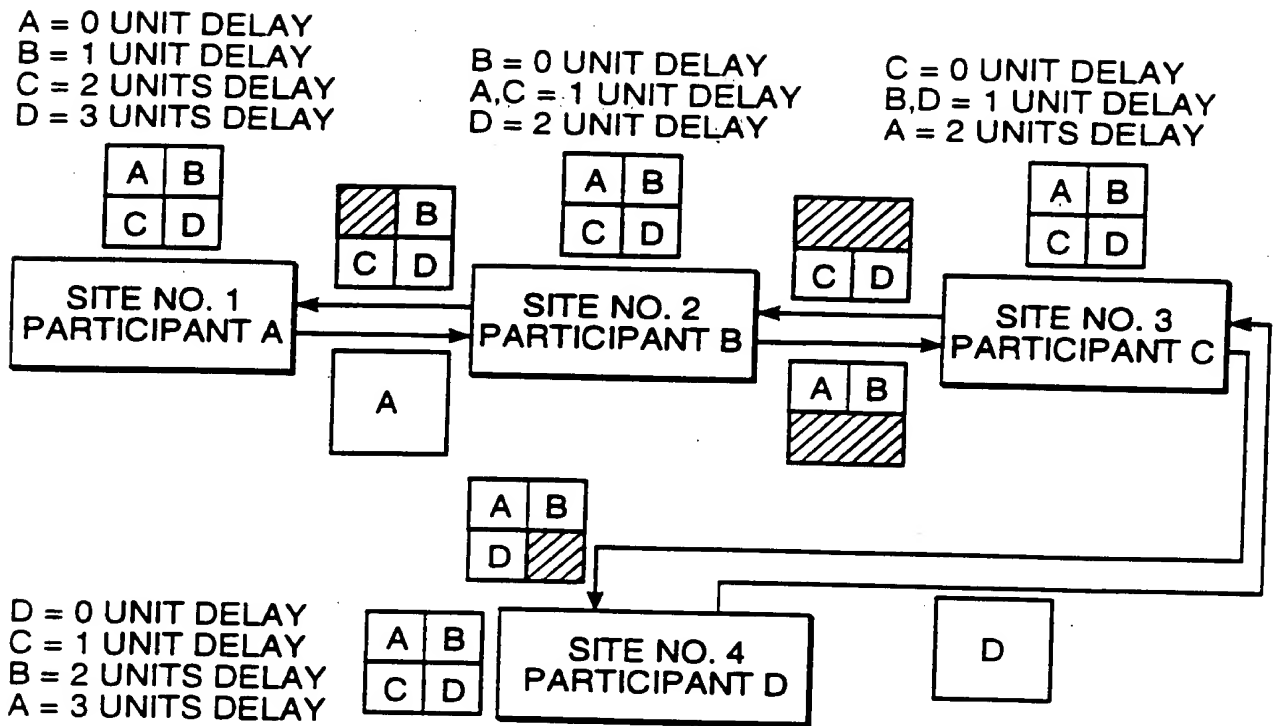 A = 0 UNIT DELAY
B = 1 UNIT DELAY
C = 2 UNITS DELAY
D = 3 UNITS DELAY
B = 0 UNIT DELAY
A,C = 1 UNIT DELAY
D = 2 UNIT DELAY
C = 0 UNIT DELAY
B,D = 1 UNIT DELAY
A = 2 UNITS DELAY
A B
C D
B
C D
A B
C D
C D
A B
C D
SITE NO. 1
PARTICIPANT A
SITE NO. 2
PARTICIPANT B
SITE NO. 3
PARTICIPANT C
A
A B
A B
D
D = 0 UNIT DELAY
C = 1 UNIT DELAY
B = 2 UNITS DELAY
A = 3 UNITS DELAY
A B
C D
SITE NO. 4
PARTICIPANT D
D